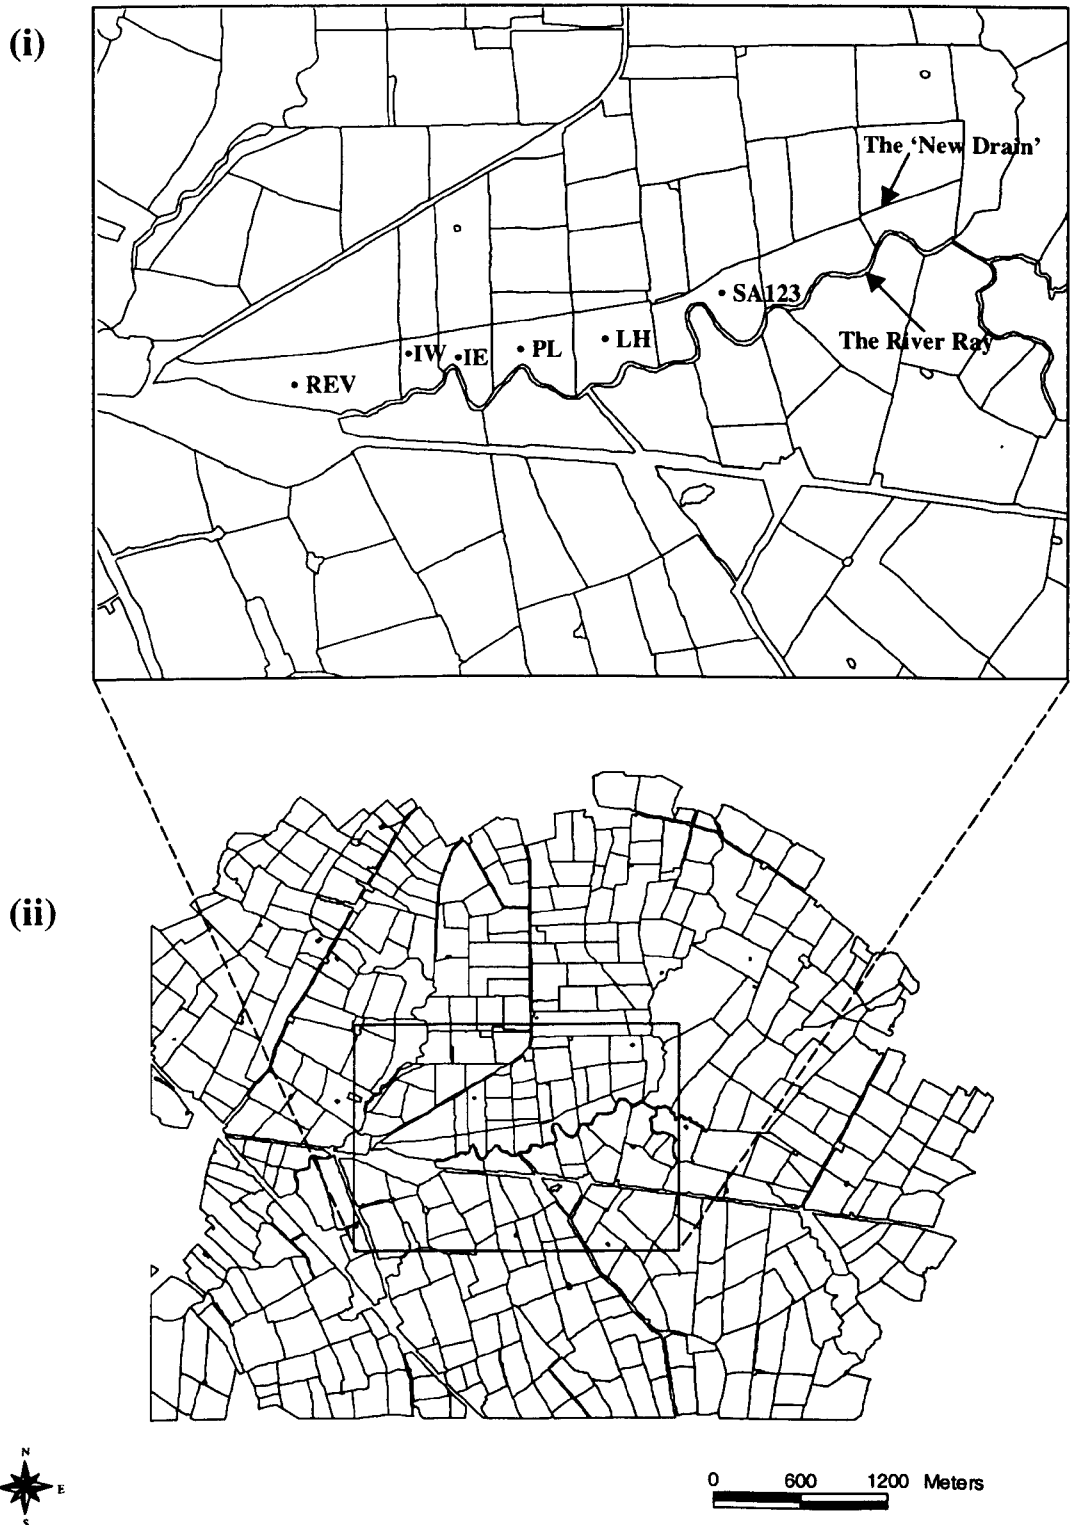 (i)
The 'New Drain'
SA123
The River Ray
LH
PL
IW
IE
REV
(ii)
N
E
S
0 600 1200 Meters